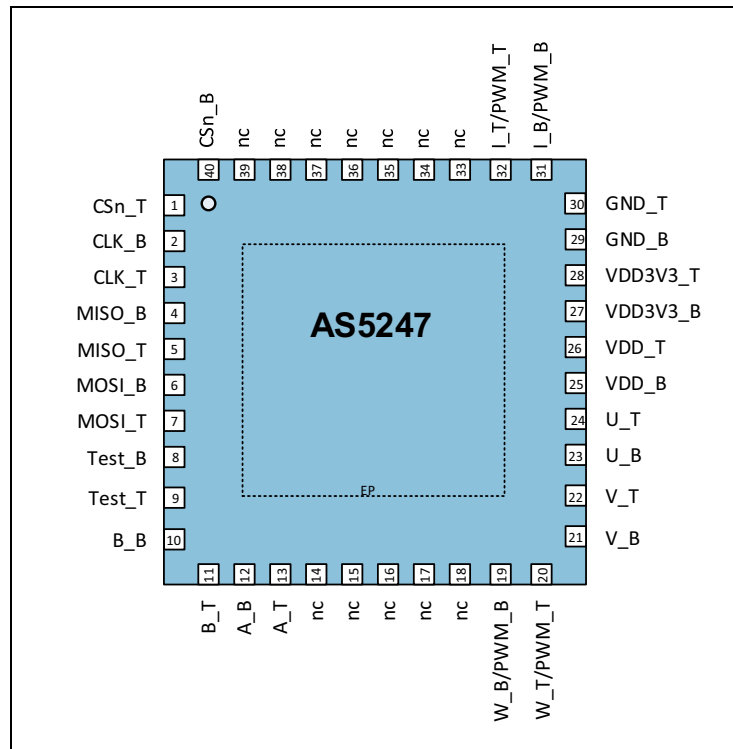 CSn_B
nc
nc
nc
nc
nc
nc
nc
I_T/PWM_T
I_B/PWM_B
40
39
38
37
36
35
34
33
32
31
CSn_T 1
CLK_B 2
CLK_T 3
MISO_B 4
MISO_T 5
MOSI_B 6
MOSI_T 7
Test_B 8
Test_T 9
B_B 10
AS5247
EP
30 GND_T
29 GND_B
28 VDD3V3_T
27 VDD3V3_B
26 VDD_T
25 VDD_B
24 U_T
23 U_B
22 V_T
21 V_B
11
12
13
14
15
16
17
18
19
20
B_T
A_B
A_T
nc
nc
nc
nc
nc
W_B/PWM_B
W_T/PWM_T